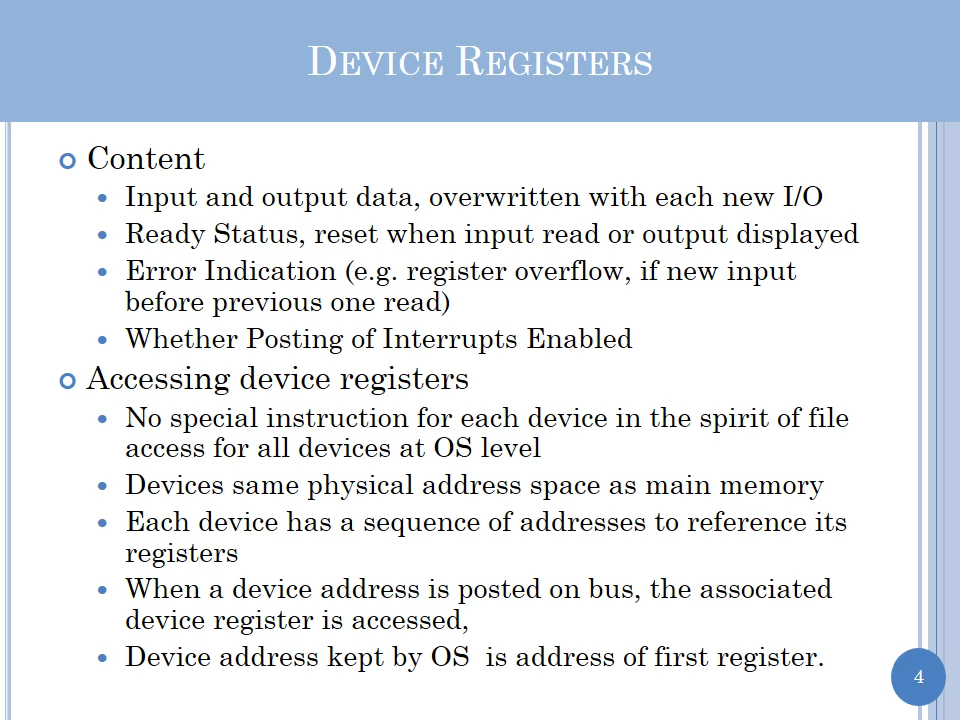 DEVICE REGISTERS
Content
Input and output data, overwritten with each new I/O
Ready Status, reset when input read or output displayed
Error Indication (e.g. register overflow, if new input
before previous one read)
Whether Posting of Interrupts Enabled
Accessing device registers
No special instruction for each device in the spirit of file
access for all devices at OS level
Devices same physical address space as main memory
Each device has a sequence of addresses to reference its
registers
When a device address is posted on bus, the associated
device register is accessed,
Device address kept by OS  is address of first register.
4